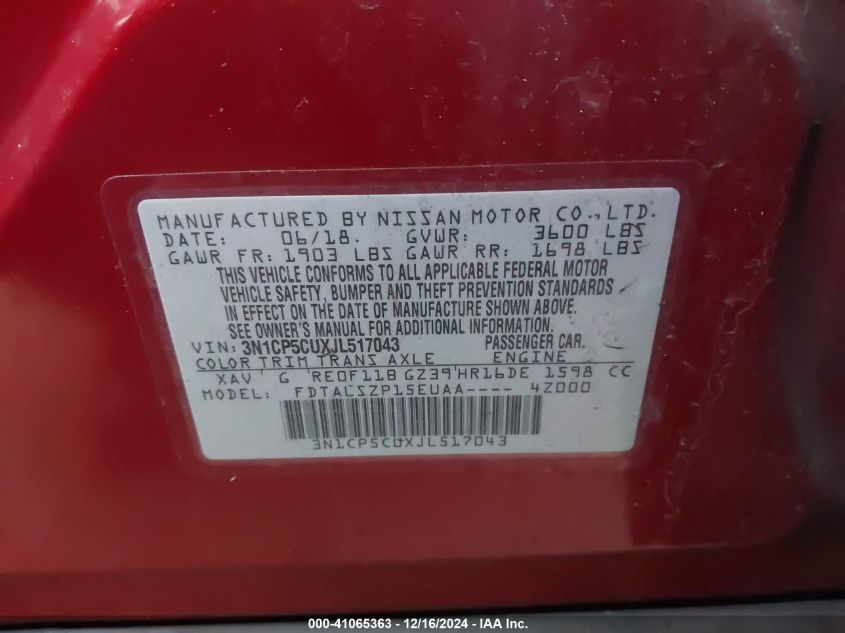 MANUFACTURED BY NISSAN MOTOR CO.,LTD.
DATE: 06/18. GVWR: 3600 LBS
GAWR FR: 1903 LBS GAWR RR: 1698 LBS
THIS VEHICLE CONFORMS TO ALL APPLICABLE FEDERAL MOTOR
VEHICLE SAFETY, BUMPER AND THEFT PREVENTION STANDARDS
IN EFFECT ON THE DATE OF MANUFACTURE SHOWN ABOVE.
SEE OWNER'S MANUAL FOR ADDITIONAL INFORMATION.
VIN: 3N1CP5CUXJL517043 PASSENGER CAR.
COLOR TRIM TRANS AXLE ENGINE
XAV G RE0F11B GZ39 HR16DE 1598 CC
MODEL: FDTALSZP15EUAA---- 4Z000
3N1CP5CUXJL517043
000-41065363 - 12/16/2024 - IAA Inc.